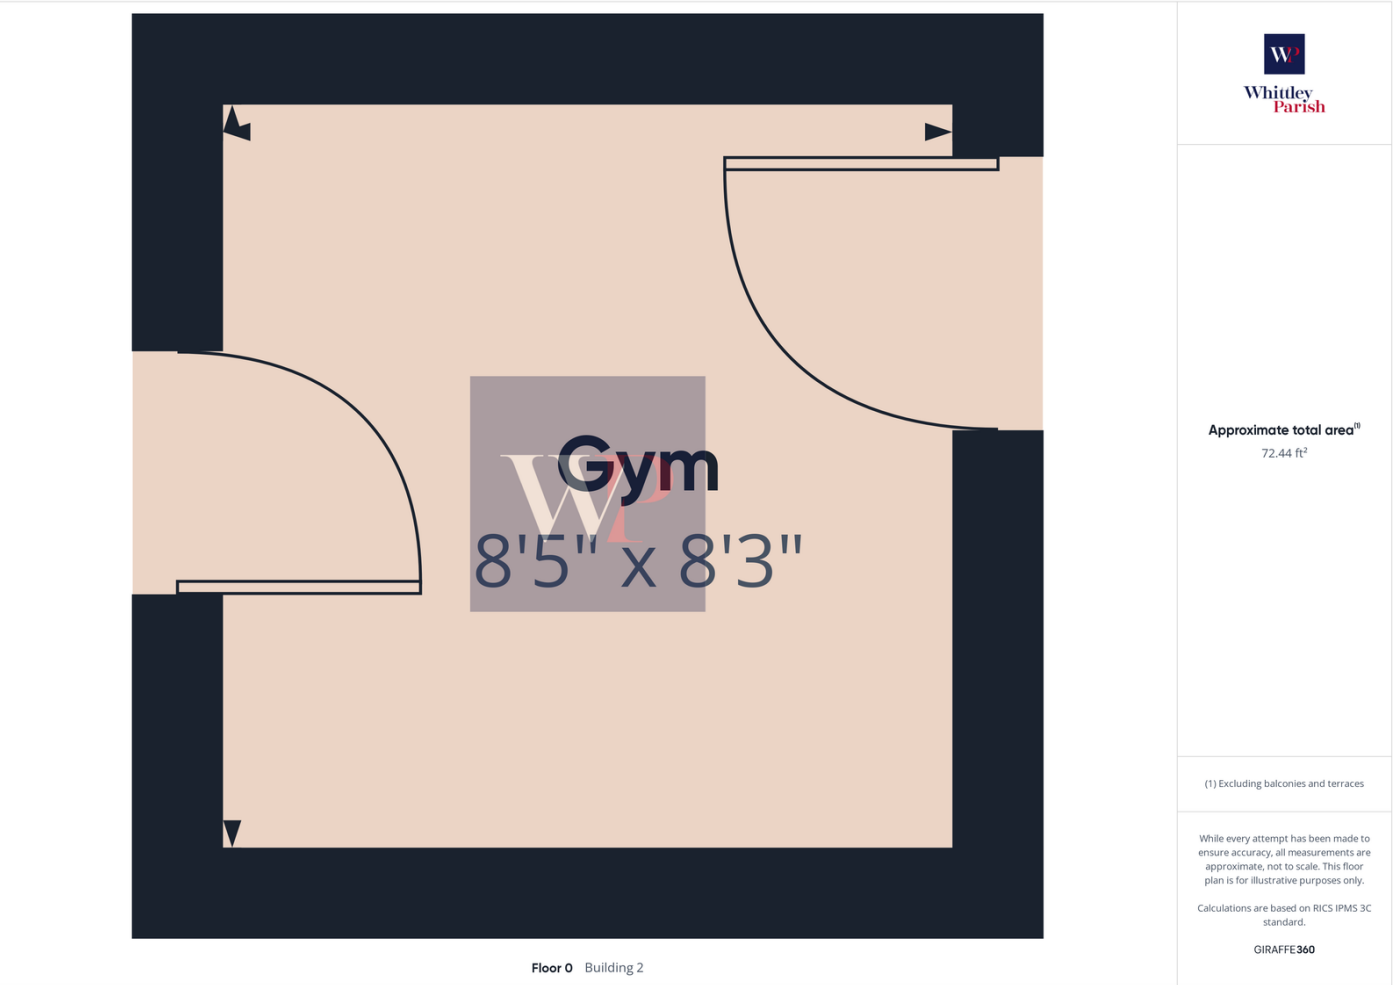 WP
Whittley
Parish
Gym
WP
8'5" x 8'3"
Approximate total area(1)
72.44 ft²
(1) Excluding balconies and terraces
While every attempt has been made to
ensure accuracy, all measurements are
approximate, not to scale. This floor
plan is for illustrative purposes only.
Calculations are based on RICS IPMS 3C
standard.
GIRAFFE360
Floor 0 Building 2